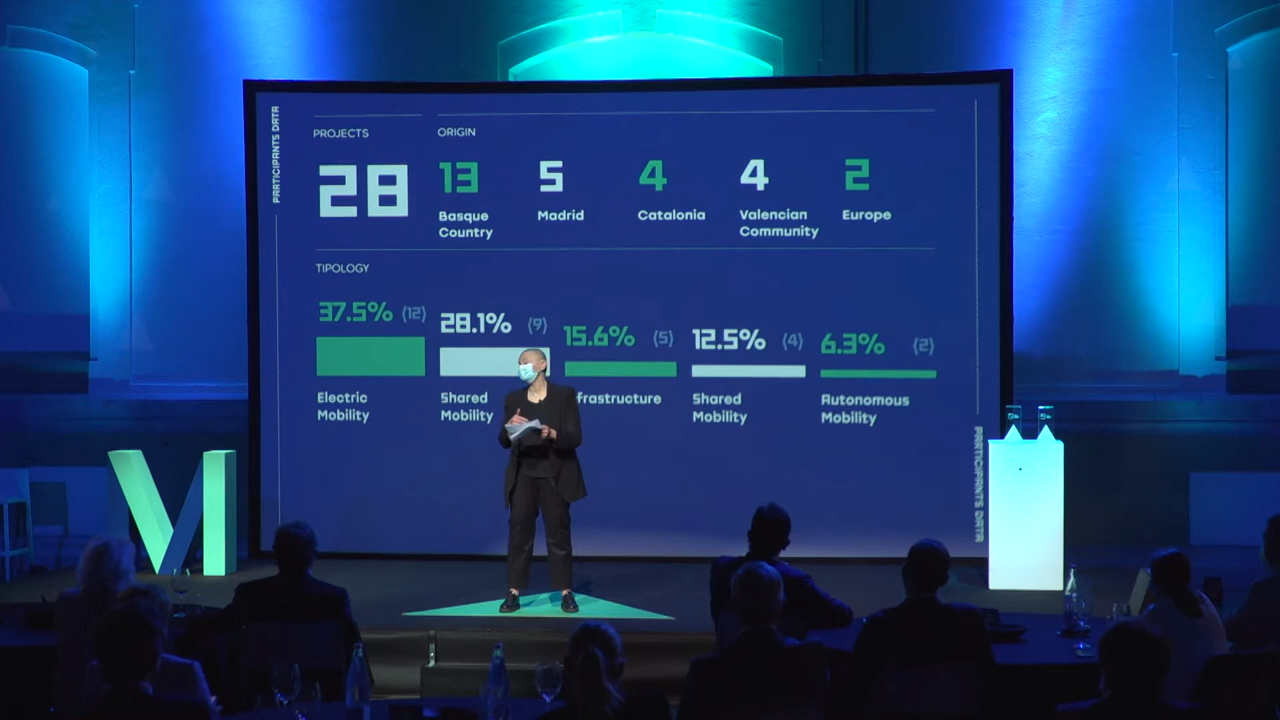 PARTICIPANTS DATA
PROJECTS
28
ORIGIN
13
Basque
Country
5
Madrid
4
Catalonia
4
Valencian
Community
2
Europe
TIPOLOGY
37.5% (12)
Electric
Mobility
28.1% (9)
Shared
Mobility
15.6% (5)
frastructure
12.5% (4)
Shared
Mobility
6.3% (2)
Autonomous
Mobility
PARTICIPANTS DATA